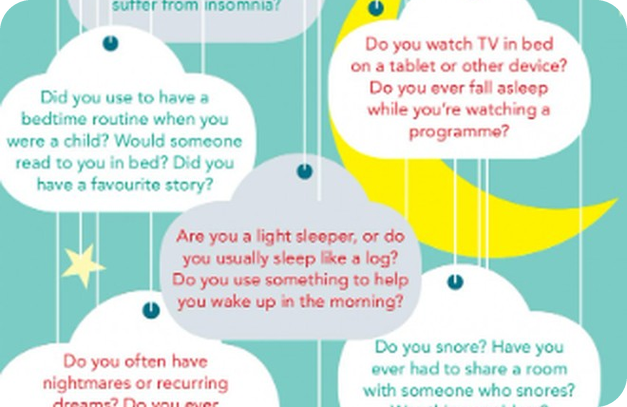 suffer from insomnia?
Do you watch TV in bed
on a tablet or other device?
Do you ever fall asleep
while you're watching a
programme?
Did you use to have a
bedtime routine when you
were a child? Would someone
read to you in bed? Did you
have a favourite story?
Are you a light sleeper, or do
you usually sleep like a log?
Do you use something to help
you wake up in the morning?
Do you snore? Have you
ever had to share a room
with someone who snores?
Do you often have
nightmares or recurring
dreams? Do you ever